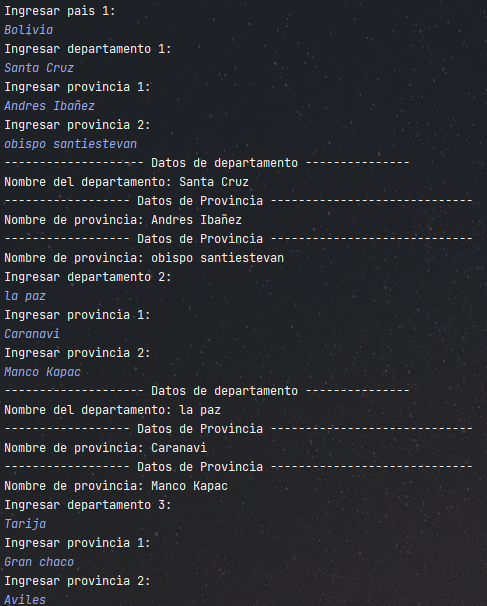 Ingresar pais 1:
Bolivia
Ingresar departamento 1:
Santa Cruz
Ingresar provincia 1:
Andres Ibañez
Ingresar provincia 2:
obispo santiestevan
-------------------- Datos de departamento ---------------
Nombre del departamento: Santa Cruz
------------------ Datos de Provincia -----------------------------
Nombre de provincia: Andres Ibañez
------------------ Datos de Provincia -----------------------------
Nombre de provincia: obispo santiestevan
Ingresar departamento 2:
la paz
Ingresar provincia 1:
Caranavi
Ingresar provincia 2:
Manco Kapac
-------------------- Datos de departamento ---------------
Nombre del departamento: la paz
------------------ Datos de Provincia -----------------------------
Nombre de provincia: Caranavi
------------------ Datos de Provincia -----------------------------
Nombre de provincia: Manco Kapac
Ingresar departamento 3:
Tarija
Ingresar provincia 1:
Gran chaco
Ingresar provincia 2:
Aviles